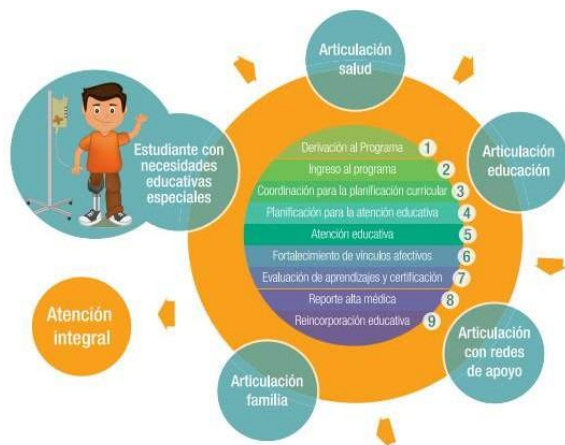 Articulación
salud
Estudiante con
necesidades
educativas
especiales
Articulación
educación
Derivación al Programa 1
Ingreso al programa 2
Coordinación para la planificación curricular 3
Planificación para la atención educativa 4
Atención educativa 5
Fortalecimiento de vínculos afectivos 6
Evaluación de aprendizajes y certificación 7
Reporte alta médica 8
Reincorporación educativa 9
Atención
integral
Articulación
familia
Articulación
con redes
de apoyo